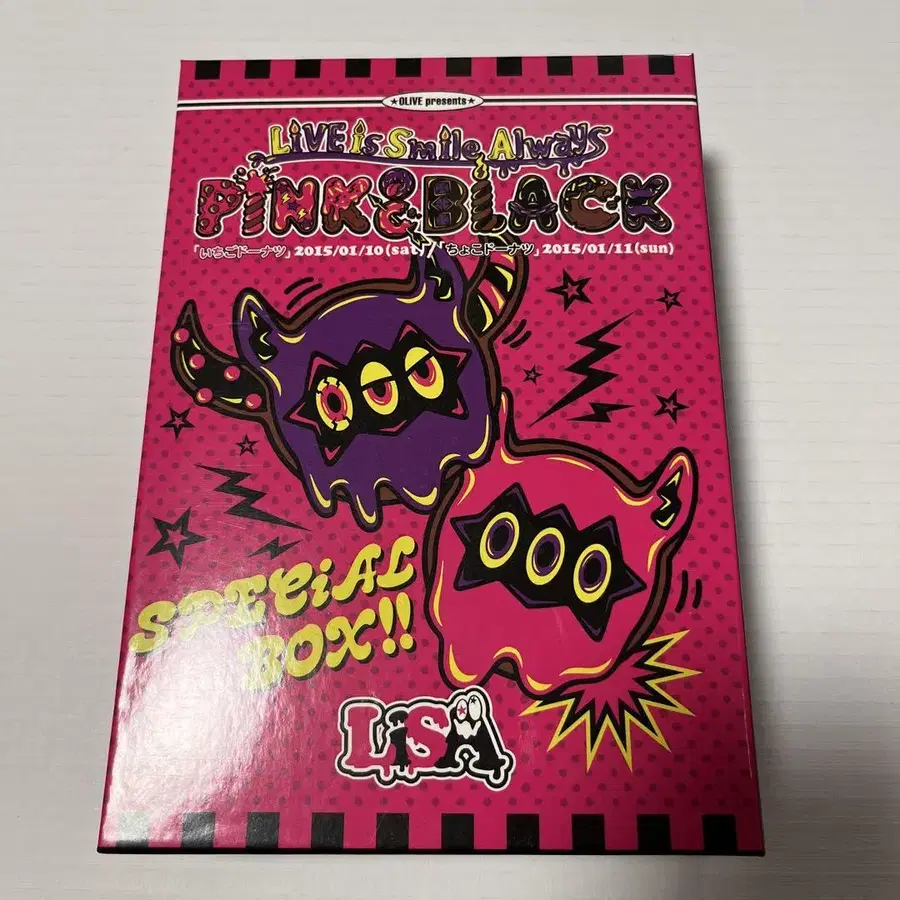 ★OLIVE presents★
LiVE is Smile Always
PiNK&BLACK
「いちごドーナツ」2015/01/10(sat)/「ちょこドーナツ」2015/01/11(sun)
SPECiAL
BOX!!
LiSA